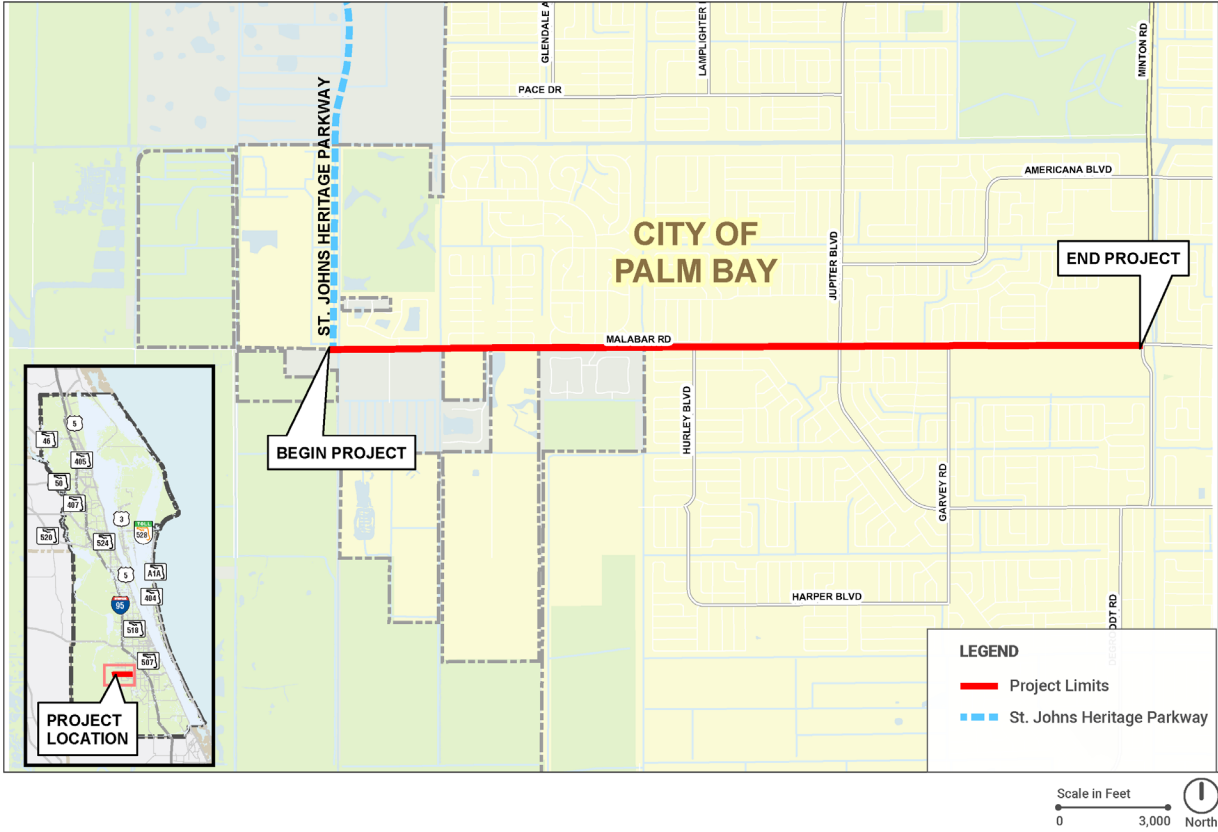 GLENDALE A
LAMPLIGHTER
MINTON RD
PACE DR
ST. JOHNS HERITAGE PARKWAY
AMERICANA BLVD
CITY OF
PALM BAY
JUPITER BLVD
END PROJECT
MALABAR RD
BEGIN PROJECT
HURLEY BLVD
GARVEY RD
HARPER BLVD
DT RD
5
46
405
50
407
3
TOLL
528
520
524
5
A1A
404
95
518
507
PROJECT
LOCATION
LEGEND
Project Limits
St. Johns Heritage Parkway
Scale in Feet
0 3,000
North